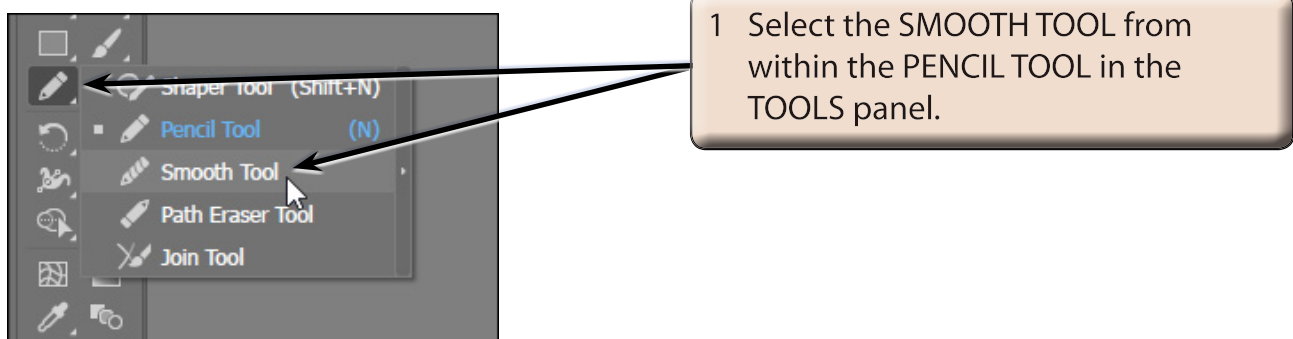 Shaper Tool (Shift+N)
Pencil Tool (N)
Smooth Tool
Path Eraser Tool
Join Tool
1 Select the SMOOTH TOOL from
within the PENCIL TOOL in the
TOOLS panel.